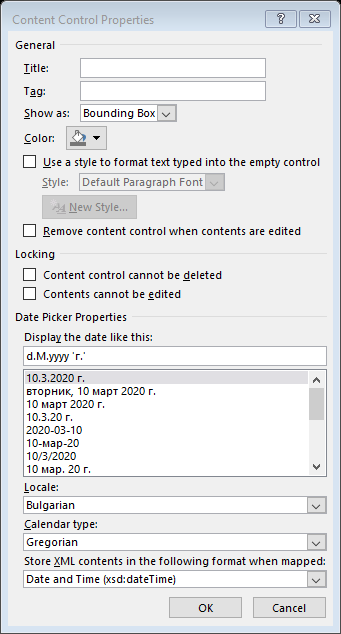 Content Control Properties
General
Title:
Tag:
Show as: Bounding Box
Color:
Use a style to format text typed into the empty control
Style: Default Paragraph Font
New Style...
Remove content control when contents are edited
Locking
Content control cannot be deleted
Contents cannot be edited
Date Picker Properties
Display the date like this:
d.M.yyyy 'г.'
10.3.2020 г.
вторник, 10 март 2020 г.
10 март 2020 г.
10.3.20 г.
2020-03-10
10-мар-20
10/3/2020
10 мар. 20 г.
Locale:
Bulgarian
Calendar type:
Gregorian
Store XML contents in the following format when mapped:
Date and Time (xsd:dateTime)
OK Cancel